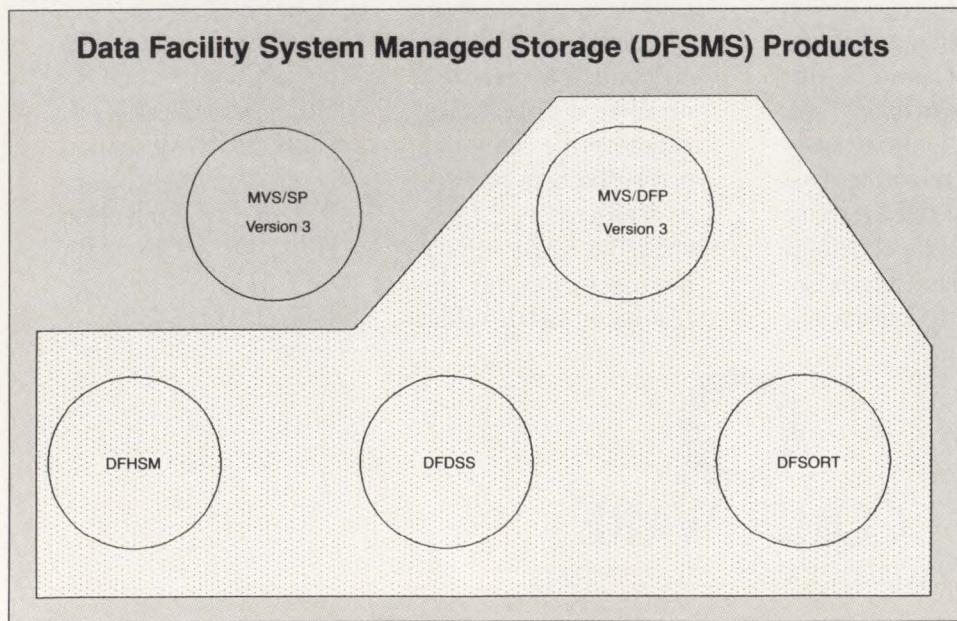 Data Facility System Managed Storage (DFSMS) Products
MVS/SP
Version 3
MVS/DFP
Version 3
DFHSM
DFDSS
DFSORT